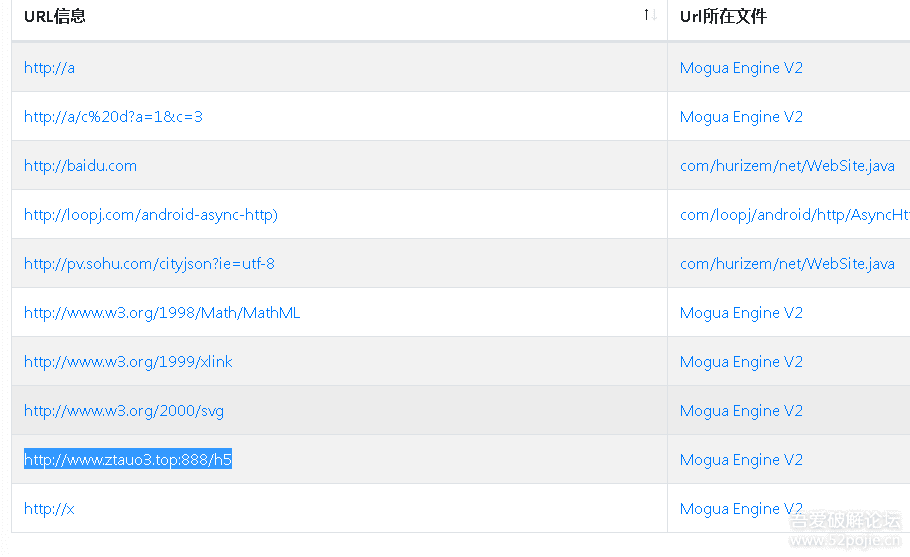 URL信息 ↑↓ Url所在文件
http://a Mogua Engine V2
http://a/c%20d?a=1&c=3 Mogua Engine V2
http://baidu.com com/hurizem/net/WebSite.java
http://loopj.com/android-async-http) com/loopj/android/http/AsyncHt
http://pv.sohu.com/cityjson?ie=utf-8 com/hurizem/net/WebSite.java
http://www.w3.org/1998/Math/MathML Mogua Engine V2
http://www.w3.org/1999/xlink Mogua Engine V2
http://www.w3.org/2000/svg Mogua Engine V2
http://www.ztauo3.top:888/h5 Mogua Engine V2
http://x Mogua Engine V2
吾爱破解论坛
www.52pojie.cn